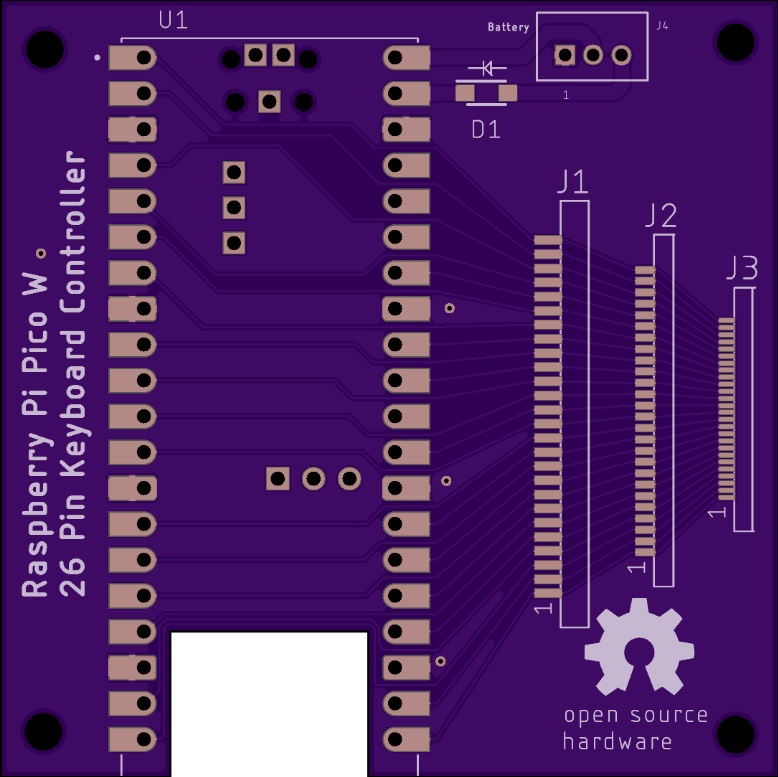 U1
Battery
J4
1
D1
J1
J2
J3
Raspberry Pi Pico W
26 Pin Keyboard Controller
1
1
1
open source
hardware